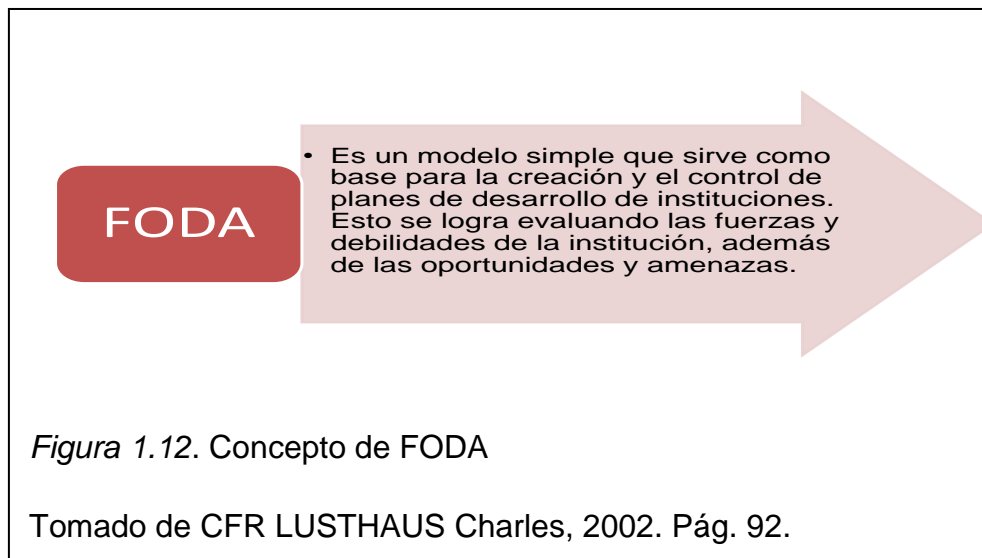 FODA
• Es un modelo simple que sirve como
base para la creación y el control de
planes de desarrollo de instituciones.
Esto se logra evaluando las fuerzas y
debilidades de la institución, además
de las oportunidades y amenazas.
Figura 1.12. Concepto de FODA
Tomado de CFR LUSTHAUS Charles, 2002. Pág. 92.